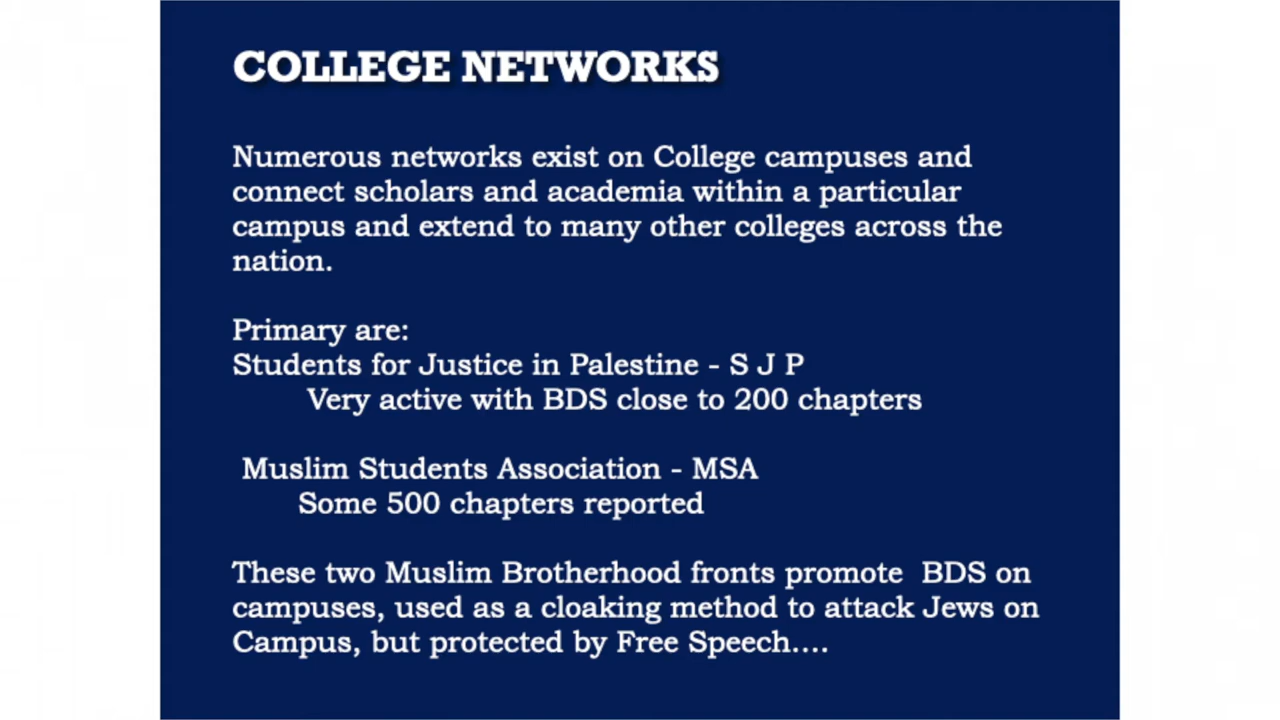 COLLEGE NETWORKS
Numerous networks exist on College campuses and
connect scholars and academia within a particular
campus and extend to many other colleges across the
nation.
Primary are:
Students for Justice in Palestine - S J P
Very active with BDS close to 200 chapters
Muslim Students Association - MSA
Some 500 chapters reported
These two Muslim Brotherhood fronts promote  BDS on
campuses, used as a cloaking method to attack Jews on
Campus, but protected by Free Speech....